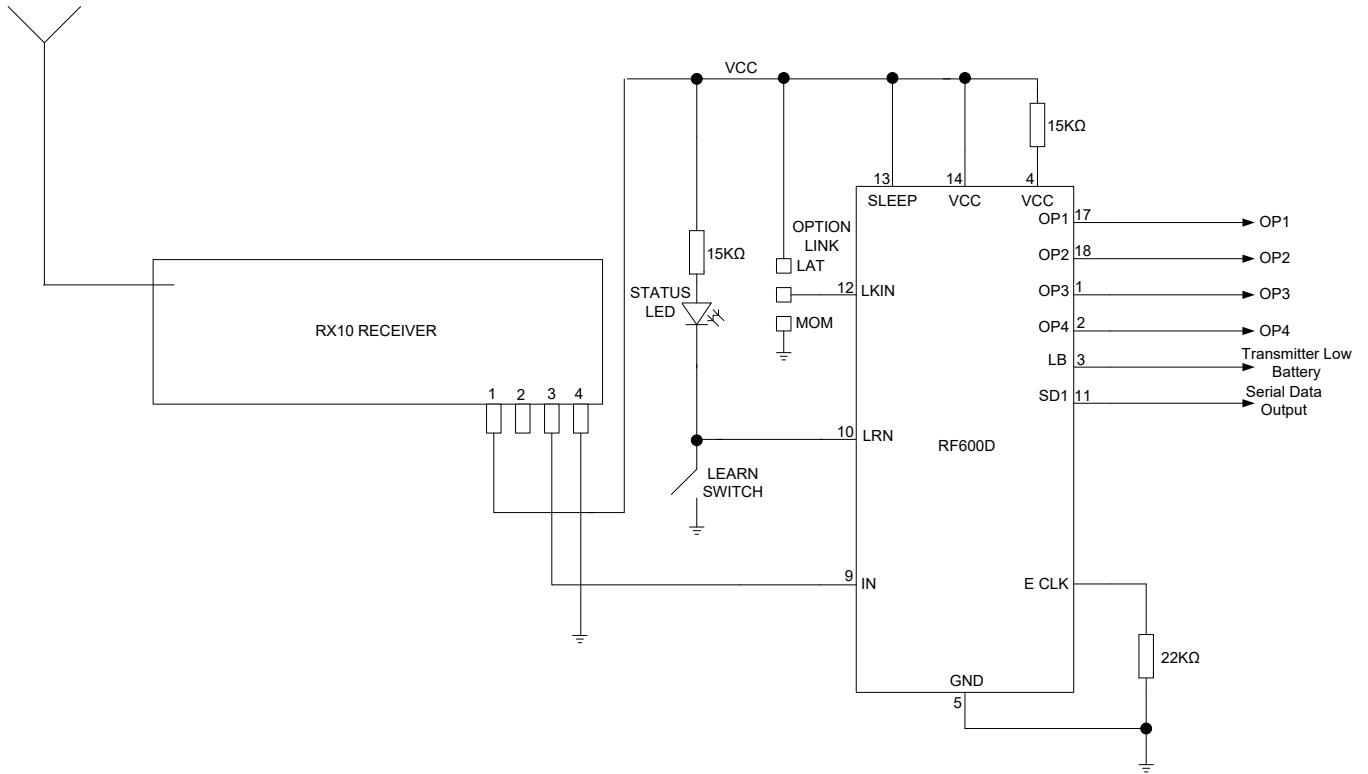 VCC
15KΩ
13
14
4
SLEEP
VCC
VCC
OP1
17
OP1
OPTION
LINK
LAT
15KΩ
OP2
18
OP2
STATUS
LED
12
LKIN
OP3
1
OP3
MOM
OP4
2
OP4
RX10 RECEIVER
LB
3
Transmitter Low
Battery
1
2
3
4
SD1
11
Serial Data
Output
10
LRN
RF600D
LEARN
SWITCH
9
IN
E CLK
22KΩ
GND
5